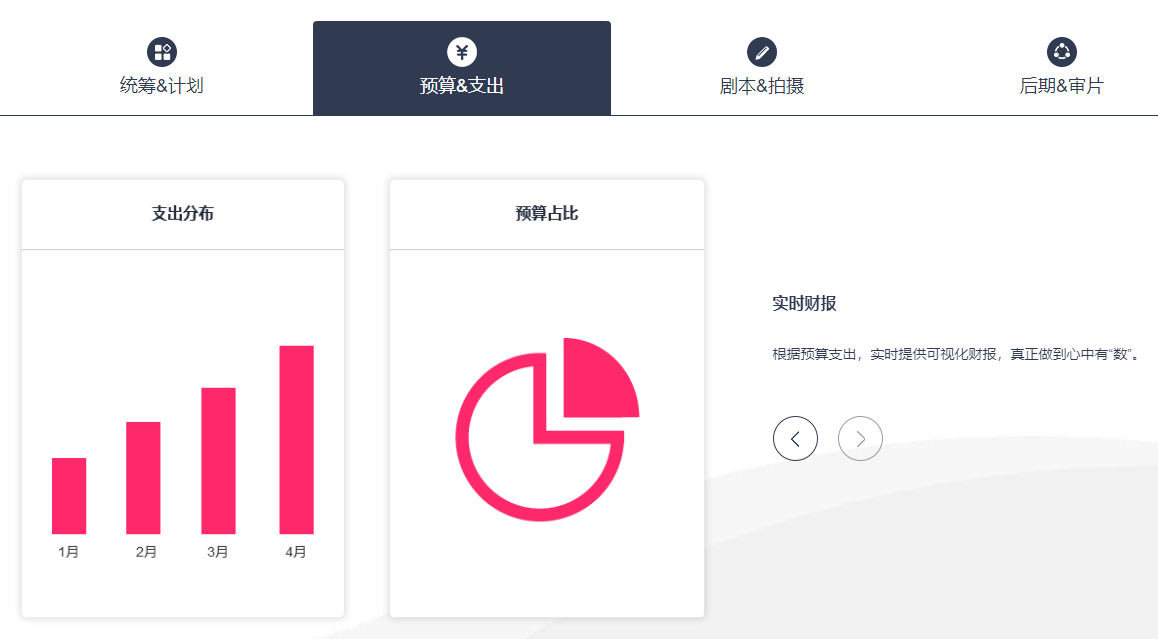 统筹&计划
预算&支出
剧本&拍摄
后期&审片
支出分布
预算占比
实时财报
根据预算支出，实时提供可视化财报，真正做到心中有“数”。
1月 2月 3月 4月